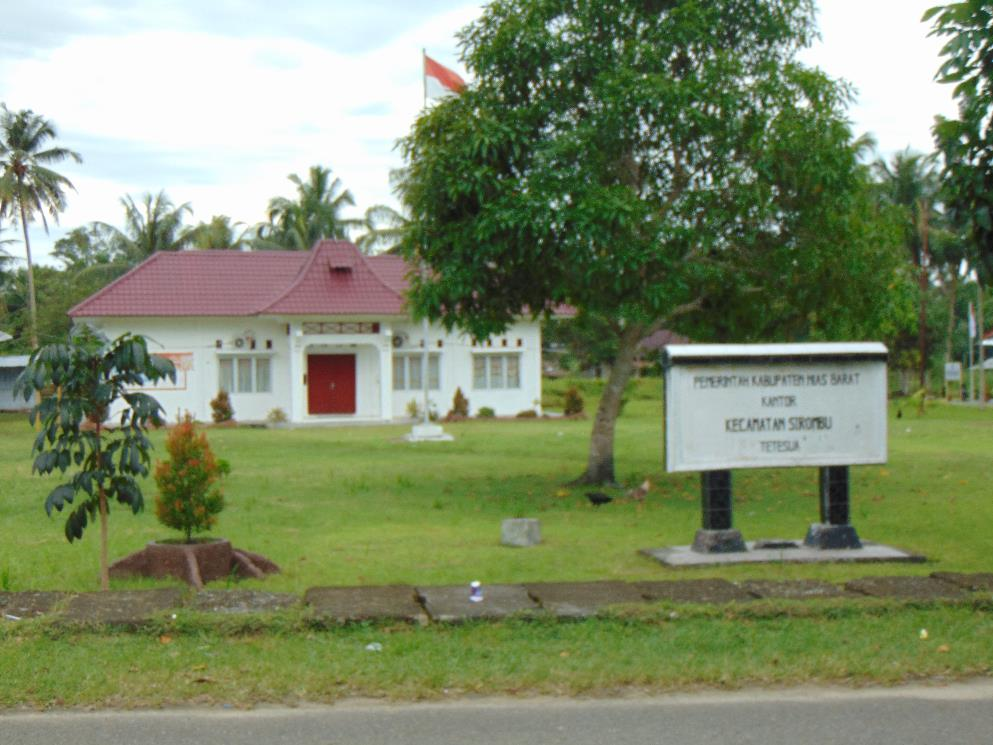 PEMERINTAH KABUPATEN NIAS BARAT
KANTOR
KECAMATAN SIROMBU
TETESUA